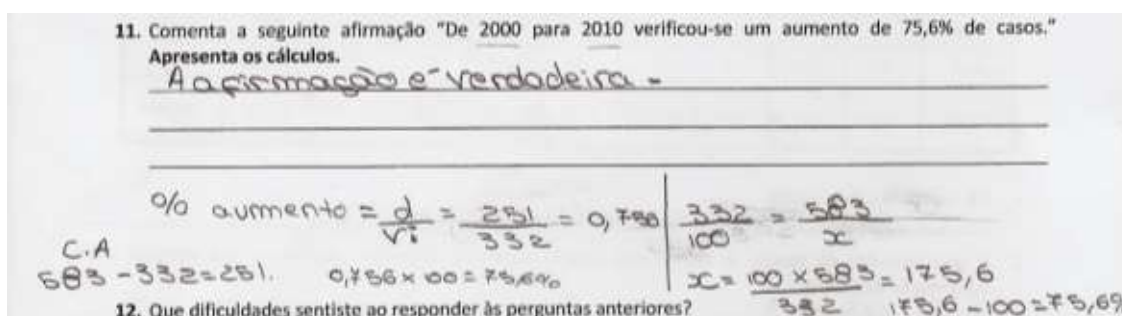 11. Comenta a seguinte afirmação "De 2000 para 2010 verificou-se um aumento de 75,6% de casos."
Apresenta os cálculos.
A afirmação é verdadeira -
% aumento = d/vi = 251/332 = 0,756
C.A
583 - 332 = 251.
0,756 x 100 = 75,6%
332/100 = 583/x
x = 100 x 583/332 = 175,6
175,6 - 100 = 75,6%
12. Que dificuldades sentiste ao responder às perguntas anteriores?